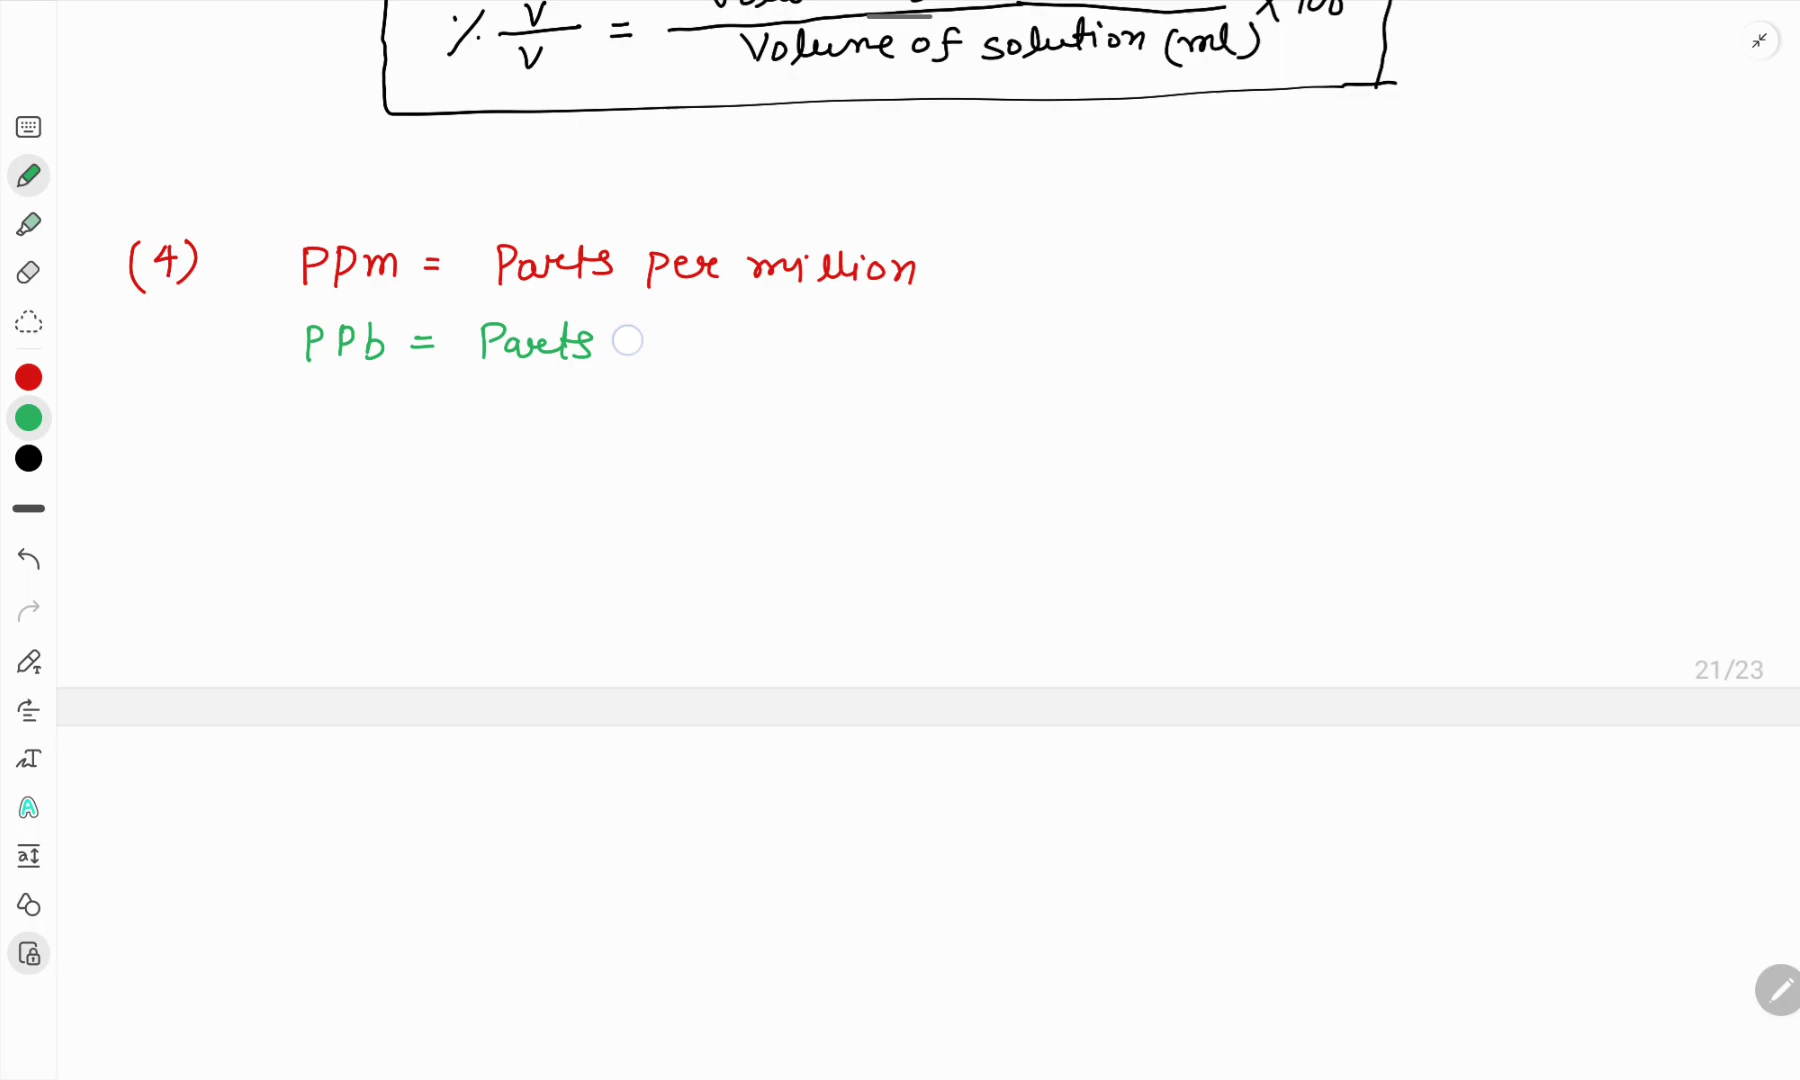 % v/v = Volume of solution (ml) × 100
(4) PPm = Parts per million
PPb = Parts
21/23